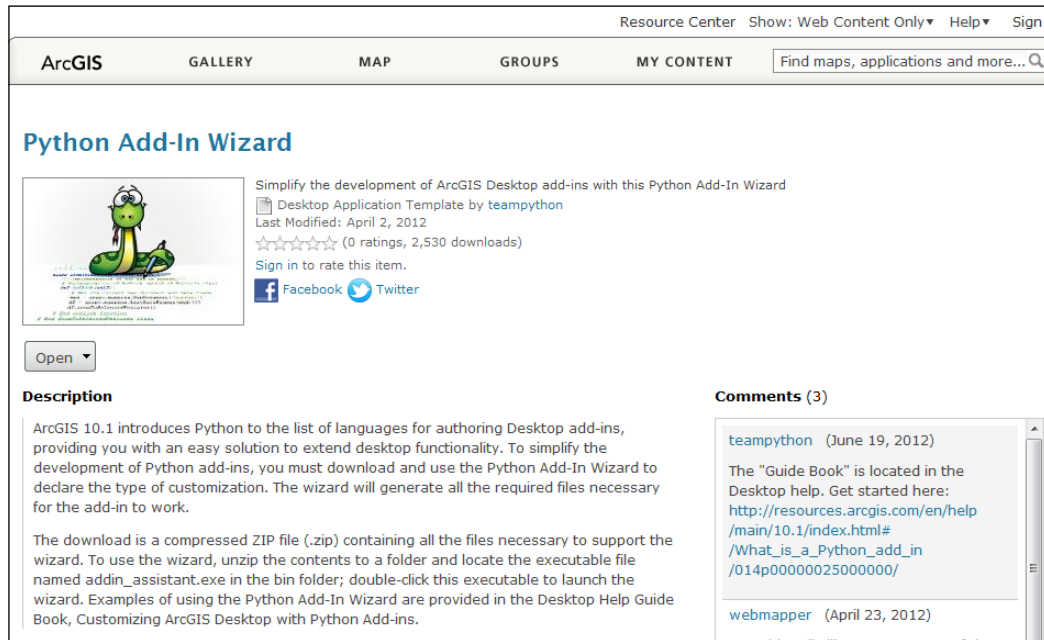 Resource Center Show: Web Content Only▾ Help▾ Sign
ArcGIS GALLERY MAP GROUPS MY CONTENT Find maps, applications and more...
Python Add-In Wizard
Simplify the development of ArcGIS Desktop add-ins with this Python Add-In Wizard
Desktop Application Template by teampython
Last Modified: April 2, 2012
(0 ratings, 2,530 downloads)
Sign in to rate this item.
Facebook Twitter
Open
Description
ArcGIS 10.1 introduces Python to the list of languages for authoring Desktop add-ins,
providing you with an easy solution to extend desktop functionality. To simplify the
development of Python add-ins, you must download and use the Python Add-In Wizard to
declare the type of customization. The wizard will generate all the required files necessary
for the add-in to work.
The download is a compressed ZIP file (.zip) containing all the files necessary to support the
wizard. To use the wizard, unzip the contents to a folder and locate the executable file
named addin_assistant.exe in the bin folder; double-click this executable to launch the
wizard. Examples of using the Python Add-In Wizard are provided in the Desktop Help Guide
Book, Customizing ArcGIS Desktop with Python Add-ins.
Comments (3)
teampython (June 19, 2012)
The "Guide Book" is located in the
Desktop help. Get started here:
http://resources.arcgis.com/en/help
/main/10.1/index.html#
/What_is_a_Python_add_in
/014p00000025000000/
webmapper (April 23, 2012)